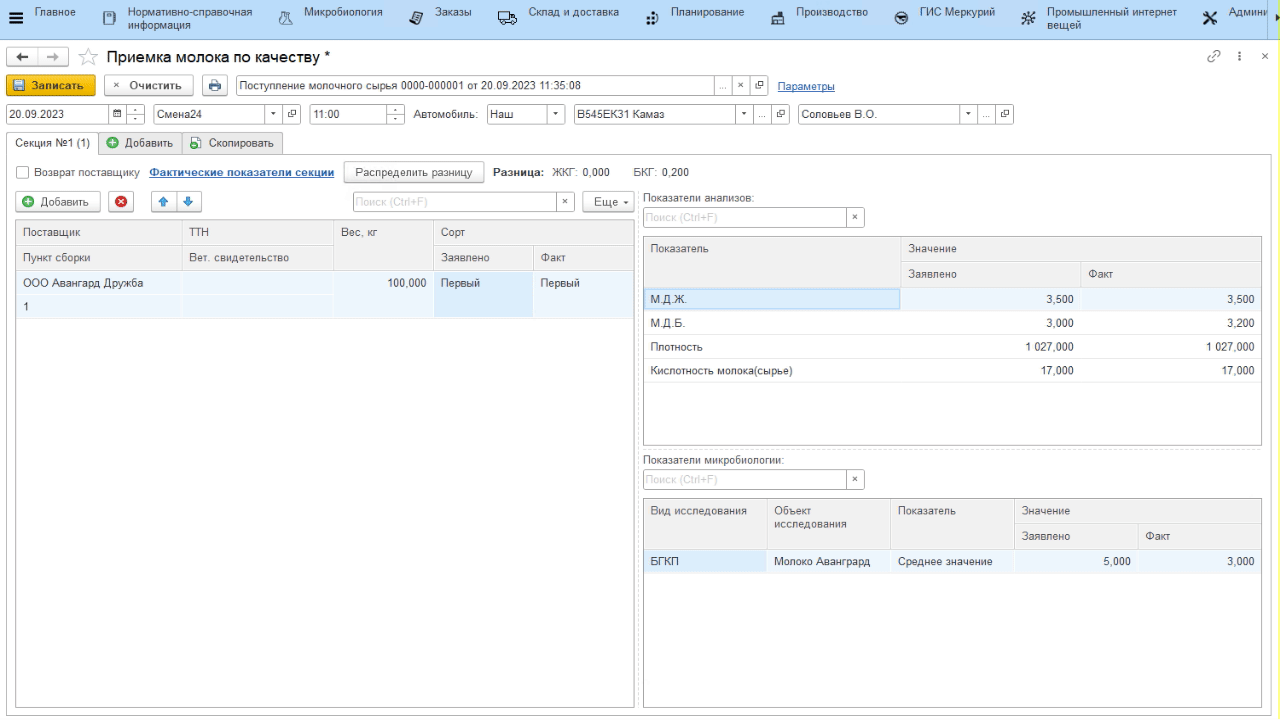 Главное
Нормативно-справочная
информация
Микробиология
Заказы
Склад и доставка
Планирование
Производство
ГИС Меркурий
Промышленный интернет
вещей
Админи
Приемка молока по качеству *
Записать
× Очистить
Поступление молочного сырья 0000-000001 от 20.09.2023 11:35:08
... ×
Параметры
20.09.2023
Смена24
11:00
Автомобиль:
Наш
В545ЕК31 Камаз
...
Соловьев В.О.
...
Секция №1 (1)
Добавить
Скопировать
Возврат поставщику
Фактические показатели секции
Распределить разницу
Разница: ЖКГ: 0,000 БКГ: 0,200
Добавить
Поиск (Ctrl+F) ×
Еще
Поставщик ТТН Вес, кг Сорт
Пункт сборки Вет. свидетельство Заявлено Факт
ООО Авангард Дружба 100,000 Первый Первый
1
Показатели анализов:
Поиск (Ctrl+F) ×
Показатель Значение
Заявлено Факт
М.Д.Ж. 3,500 3,500
М.Д.Б. 3,000 3,200
Плотность 1 027,000 1 027,000
Кислотность молока(сырье) 17,000 17,000
Показатели микробиологии:
Поиск (Ctrl+F) ×
Вид исследования Объект Показатель Значение
исследования
Заявлено Факт
БГКП Молоко Авангрард Среднее значение 5,000 3,000